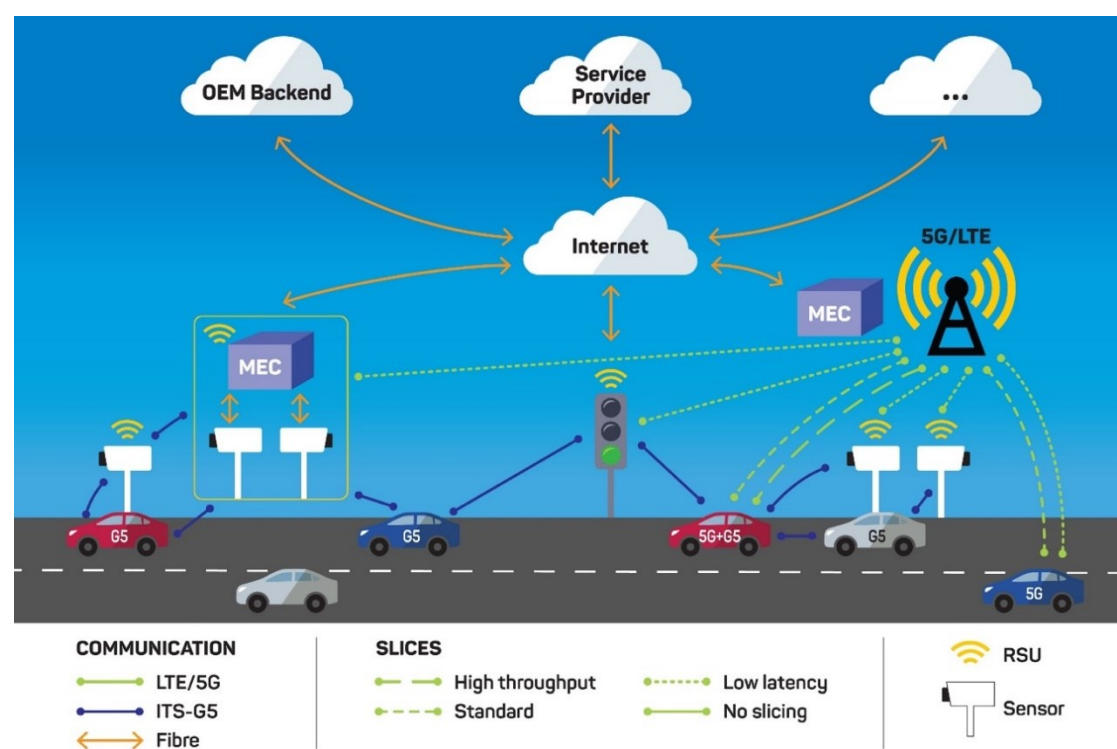 OEM Backend
Service
Provider
...
Internet
5G/LTE
MEC
MEC
G5
G5
5G+G5
G5
5G
COMMUNICATION
LTE/5G
ITS-G5
Fibre
SLICES
High throughput
Standard
Low latency
No slicing
RSU
Sensor